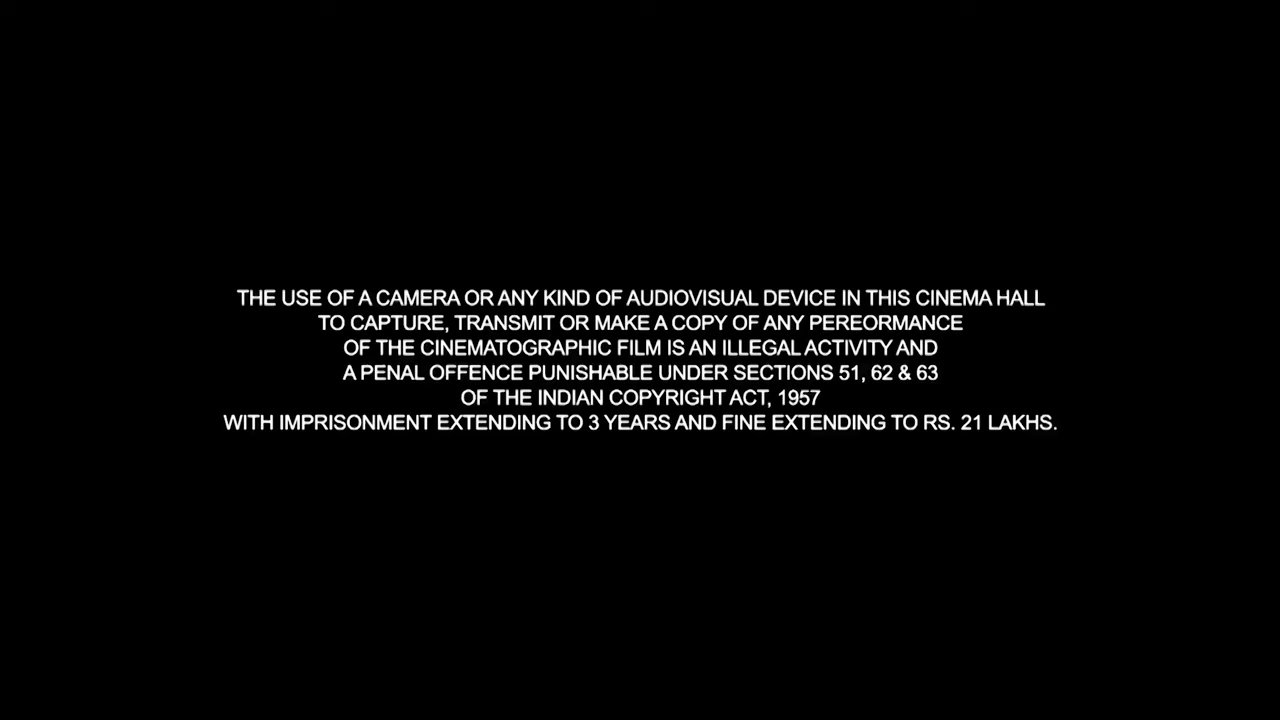 THE USE OF A CAMERA OR ANY KIND OF AUDIOVISUAL DEVICE IN THIS CINEMA HALL
TO CAPTURE, TRANSMIT OR MAKE A COPY OF ANY PEREORMANCE
OF THE CINEMATOGRAPHIC FILM IS AN ILLEGAL ACTIVITY AND
A PENAL OFFENCE PUNISHABLE UNDER SECTIONS 51, 62 & 63
OF THE INDIAN COPYRIGHT ACT, 1957
WITH IMPRISONMENT EXTENDING TO 3 YEARS AND FINE EXTENDING TO RS. 21 LAKHS.